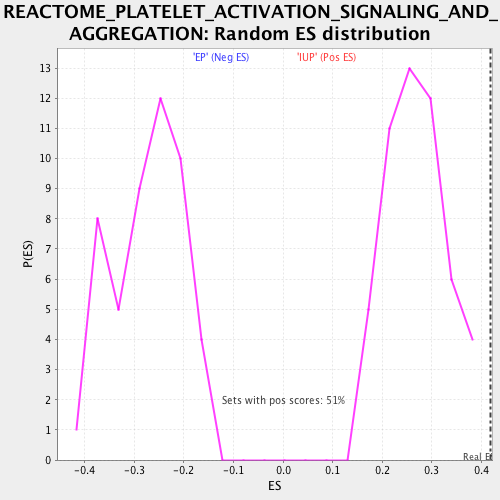 REACTOME_PLATELET_ACTIVATION_SIGNALING_AND_
AGGREGATION: Random ES distribution
'EP' (Neg ES) 'IUP' (Pos ES)
13
12
11
10
9
8
7
6
5
4
3
2
1
0
P(ES)
Sets with pos scores: 51%
Real E
-0.4 -0.3 -0.2 -0.1 0.0 0.1 0.2 0.3 0.4
ES